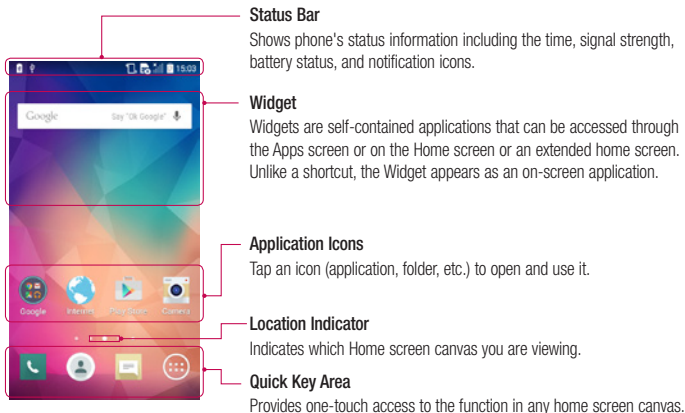 Status Bar
Shows phone's status information including the time, signal strength,
battery status, and notification icons.
15:03
Widget
Google Say "Ok Google"
Widgets are self-contained applications that can be accessed through
the Apps screen or on the Home screen or an extended home screen.
Unlike a shortcut, the Widget appears as an on-screen application.
Application Icons
Tap an icon (application, folder, etc.) to open and use it.
Google Internet Play Store Camera
Location Indicator
Indicates which Home screen canvas you are viewing.
Quick Key Area
Provides one-touch access to the function in any home screen canvas.